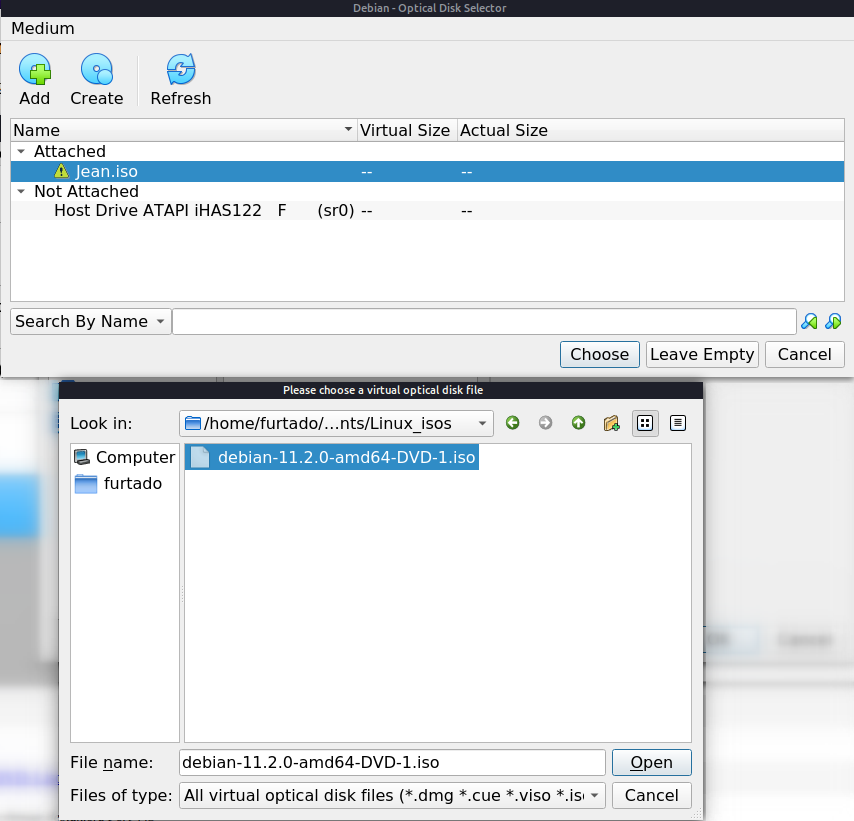 Debian - Optical Disk Selector
Medium
Add Create Refresh
Name Virtual Size Actual Size
Attached
Jean.iso -- --
Not Attached
Host Drive ATAPI iHAS122 F (sr0) -- --
Search By Name
Choose Leave Empty Cancel
Please choose a virtual optical disk file
Look in: /home/furtado/...nts/Linux_isos
Computer debian-11.2.0-amd64-DVD-1.iso
furtado
Cancel
File name: debian-11.2.0-amd64-DVD-1.iso Open
Files of type: All virtual optical disk files (*.dmg *.cue *.viso *.is Cancel